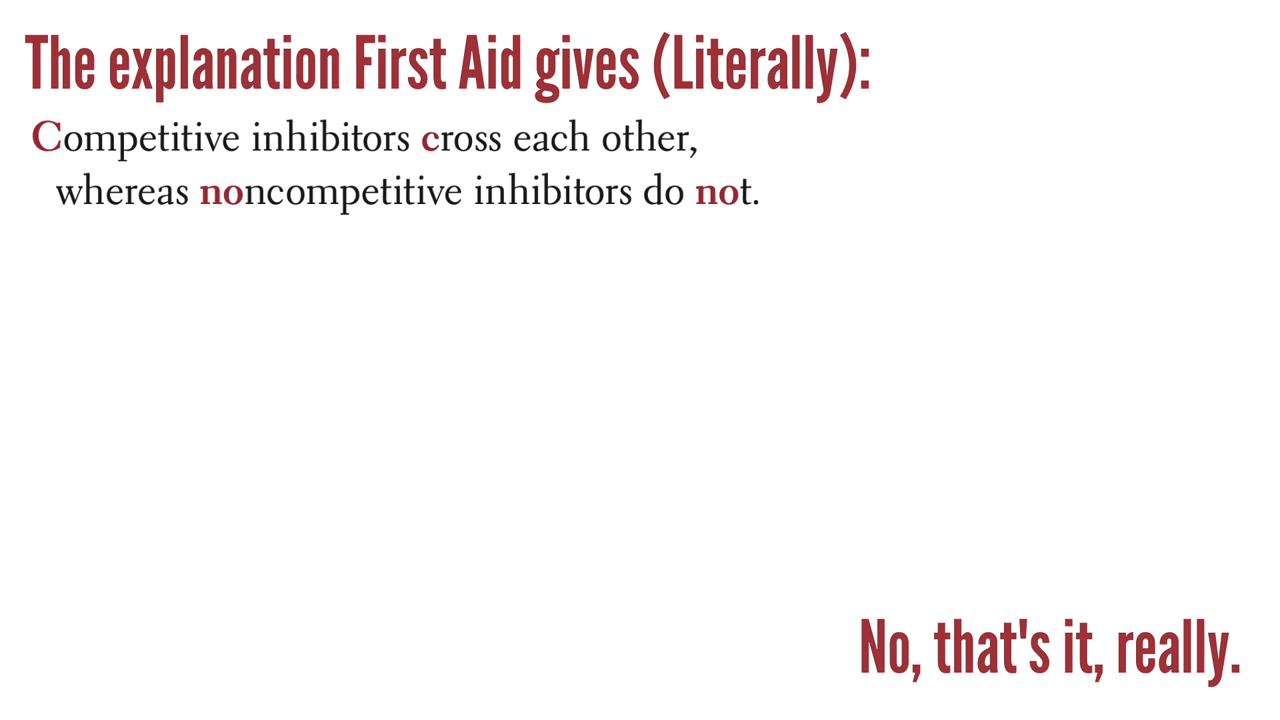 The explanation First Aid gives (Literally):
Competitive inhibitors cross each other,
whereas noncompetitive inhibitors do not.
No, that's it, really.